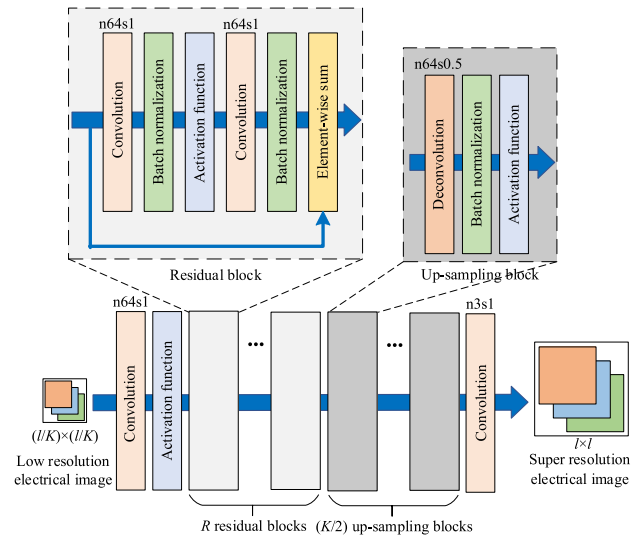 n64s1
n64s1
Convolution
Batch normalization
Activation function
Convolution
Batch normalization
Element-wise sum
Residual block
n64s0.5
Deconvolution
Batch normalization
Activation function
Up-sampling block
n64s1
n3s1
Convolution
Activation function
...
...
Convolution
(l/K)×(l/K)
Low resolution
electrical image
l×l
Super resolution
electrical image
R residual blocks
(K/2) up-sampling blocks